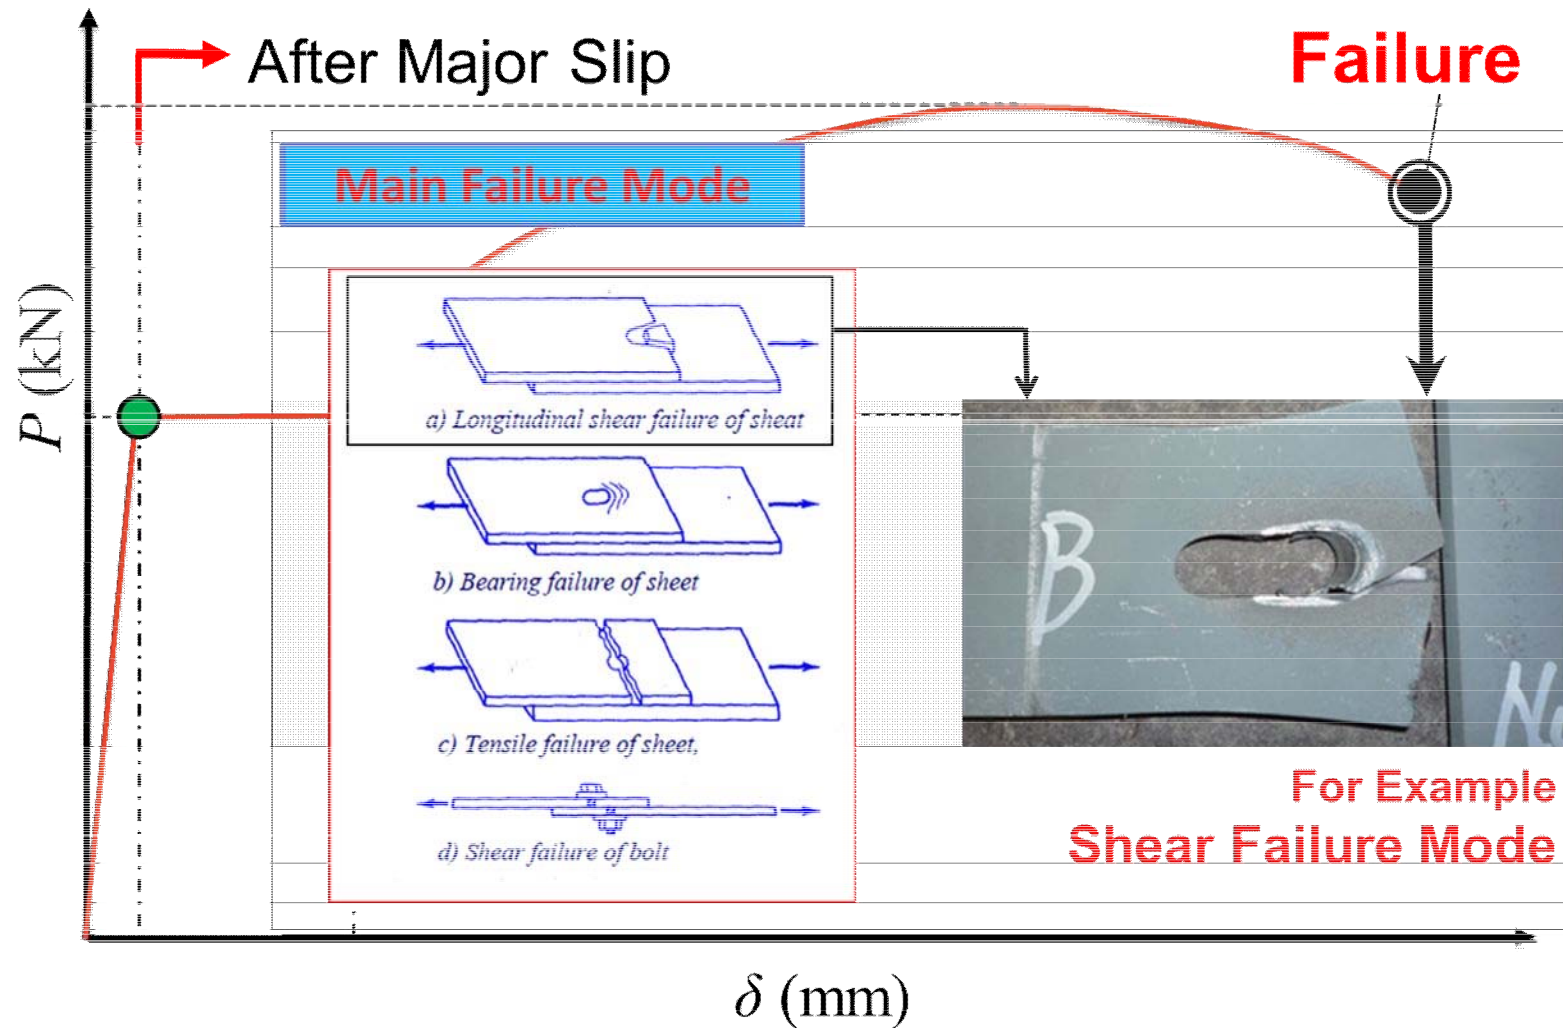 After Major Slip
Failure
Main Failure Mode
P (kN)
a) Longitudinal shear failure of sheat
b) Bearing failure of sheet
c) Tensile failure of sheet,
d) Shear failure of bolt
B
For Example
Shear Failure Mode
δ (mm)